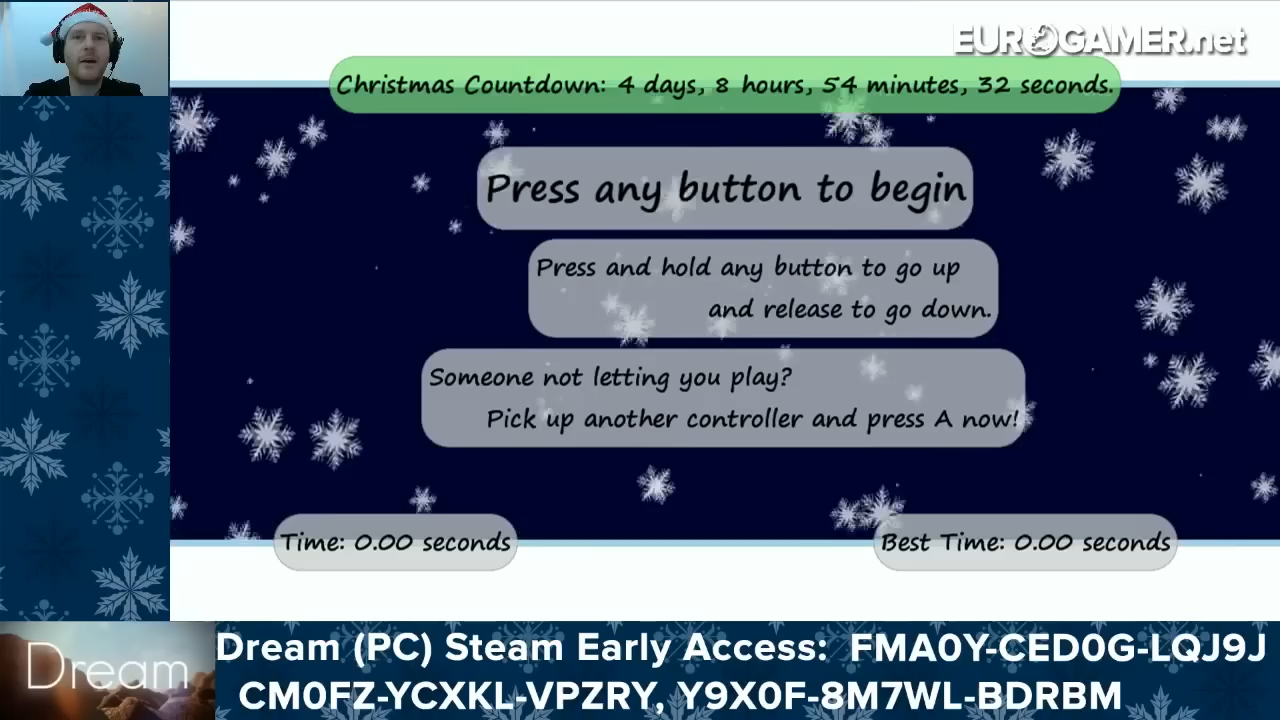 EUROGAMER.net
Christmas Countdown: 4 days, 8 hours, 54 minutes, 32 seconds.
Press any button to begin
Press and hold any button to go up
and release to go down.
Someone not letting you play?
Pick up another controller and press A now!
Time: 0.00 seconds
Best Time: 0.00 seconds
Dream
Dream (PC) Steam Early Access: FMA0Y-CED0G-LQJ9J
CM0FZ-YCXKL-VPZRY, Y9X0F-8M7WL-BDRBM